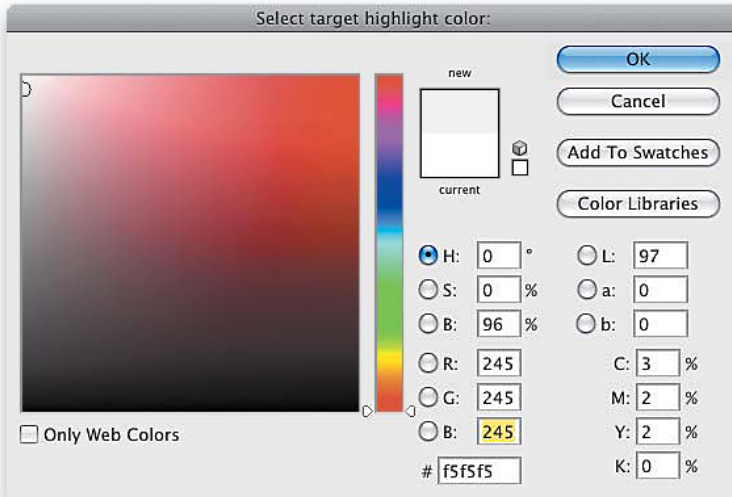 Select target highlight color:
new
current
OK
Cancel
Add To Swatches
Color Libraries
H: 0 °
S: 0 %
B: 96 %
R: 245
G: 245
B: 245
# f5f5f5
L: 97
a: 0
b: 0
C: 3 %
M: 2 %
Y: 2 %
K: 0 %
Only Web Colors